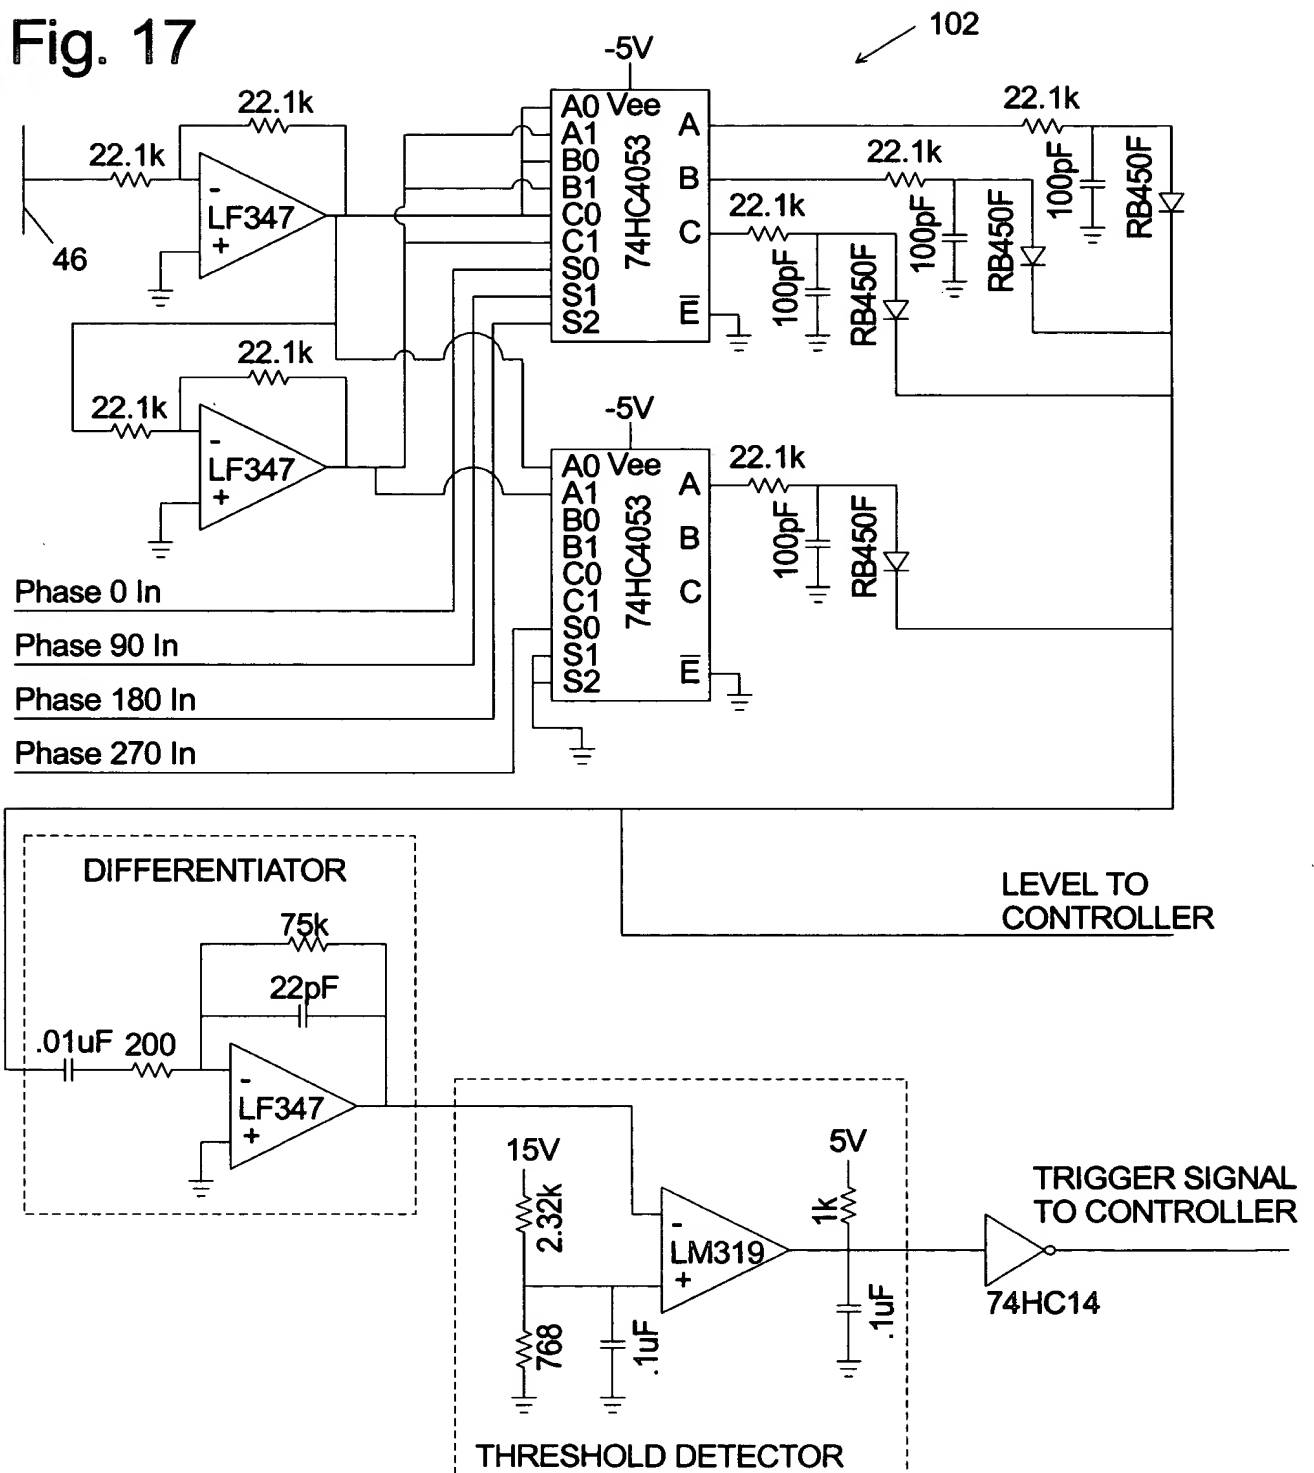 Fig. 17
102
-5V
22.1k
22.1k
-
LF347
+
46
A0 Vee
A1
B0
B1
C0
C1
S0
S1
S2
74HC4053
A
B
C
E
22.1k
22.1k
22.1k
100pF
RB450F
100pF
RB450F
100pF
RB450F
22.1k
22.1k
-
LF347
+
-5V
A0 Vee
A1
B0
B1
C0
C1
S0
S1
S2
74HC4053
A
B
C
E
22.1k
100pF
RB450F
Phase 0 In
Phase 90 In
Phase 180 In
Phase 270 In
DIFFERENTIATOR
75k
22pF
.01uF 200
-
LF347
+
LEVEL TO
CONTROLLER
15V
2.32k
768
.1uF
-
LM319
+
5V
1k
.1uF
74HC14
TRIGGER SIGNAL
TO CONTROLLER
THRESHOLD DETECTOR